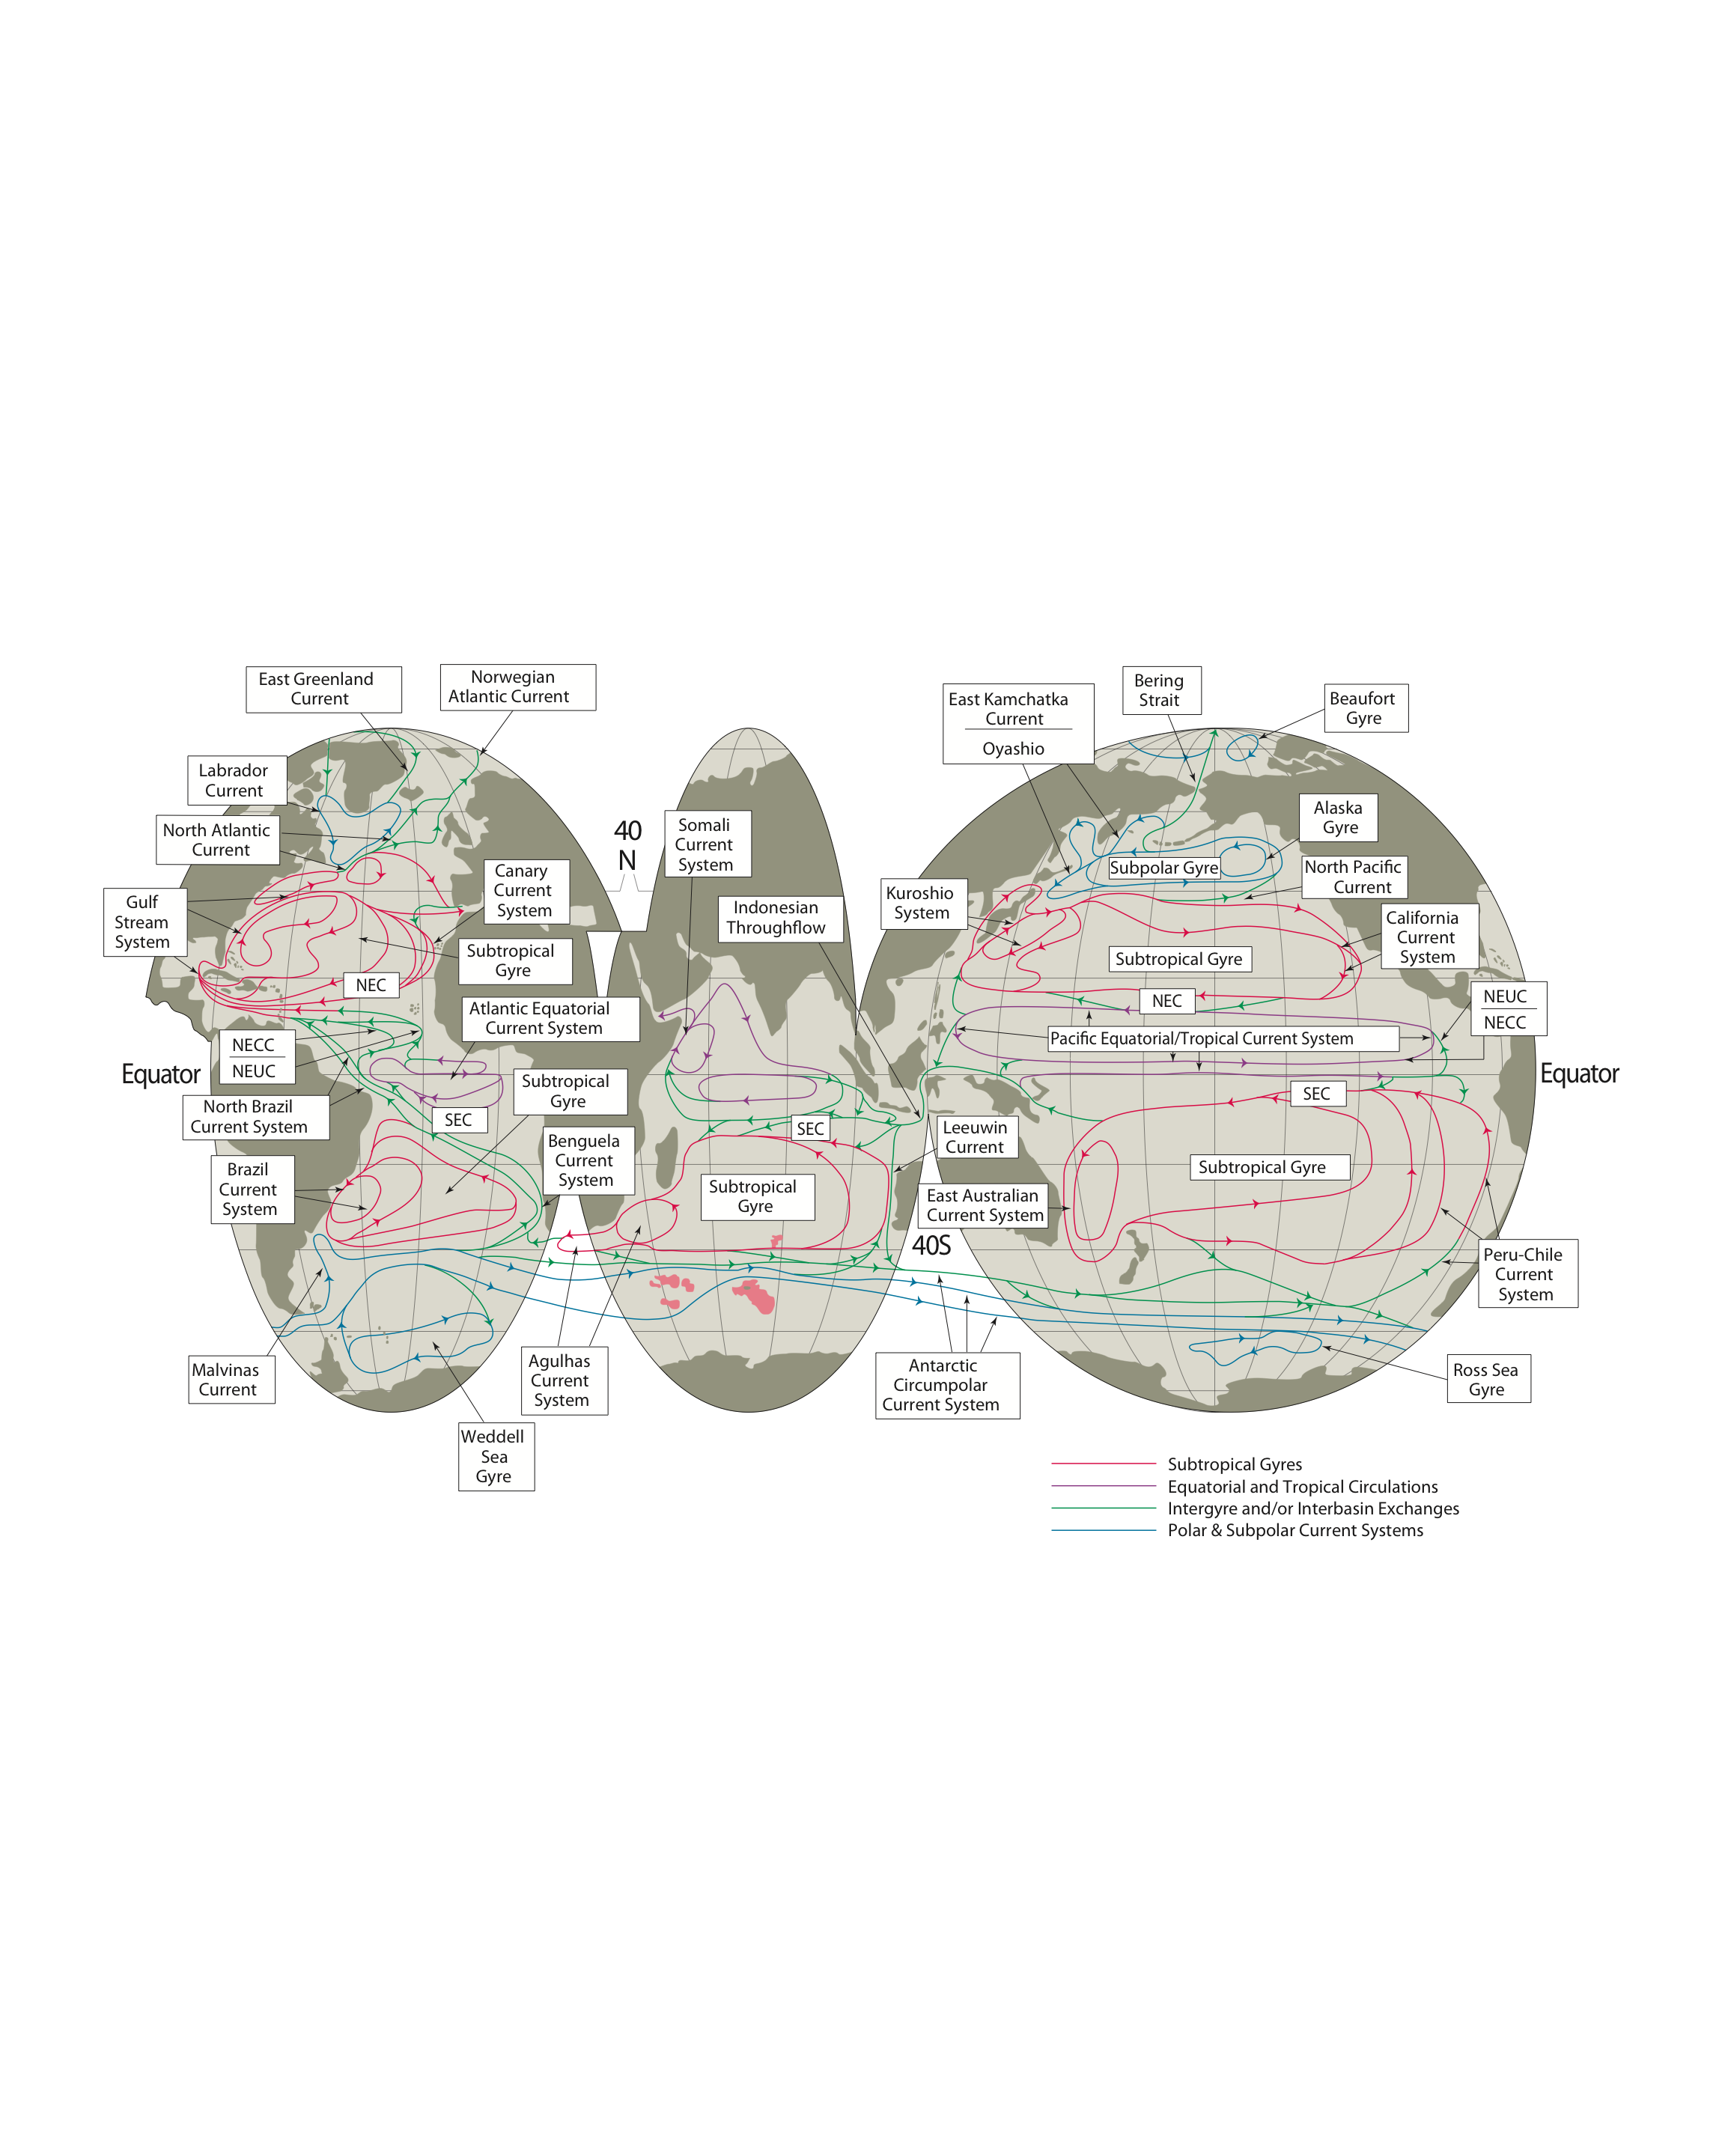 East Greenland
Current
Norwegian
Atlantic Current
East Kamchatka
Current
Oyashio
Bering
Strait
Beaufort
Gyre
Labrador
Current
North Atlantic
Current
40
N
Somali
Current
System
Alaska
Gyre
Subpolar Gyre
North Pacific
Current
Gulf
Stream
System
Canary
Current
System
Indonesian
Throughflow
Kuroshio
System
California
Current
System
Subtropical
Gyre
Subtropical Gyre
NEC
NEC
NEUC
NECC
Atlantic Equatorial
Current System
Pacific Equatorial/Tropical Current System
NECC
NEUC
Equator
Equator
Subtropical
Gyre
SEC
North Brazil
Current System
SEC
SEC
Benguela
Current
System
Leeuwin
Current
Brazil
Current
System
Subtropical
Gyre
Subtropical Gyre
East Australian
Current System
40S
Peru-Chile
Current
System
Malvinas
Current
Agulhas
Current
System
Antarctic
Circumpolar
Current System
Ross Sea
Gyre
Weddell
Sea
Gyre
Subtropical Gyres
Equatorial and Tropical Circulations
Intergyre and/or Interbasin Exchanges
Polar & Subpolar Current Systems